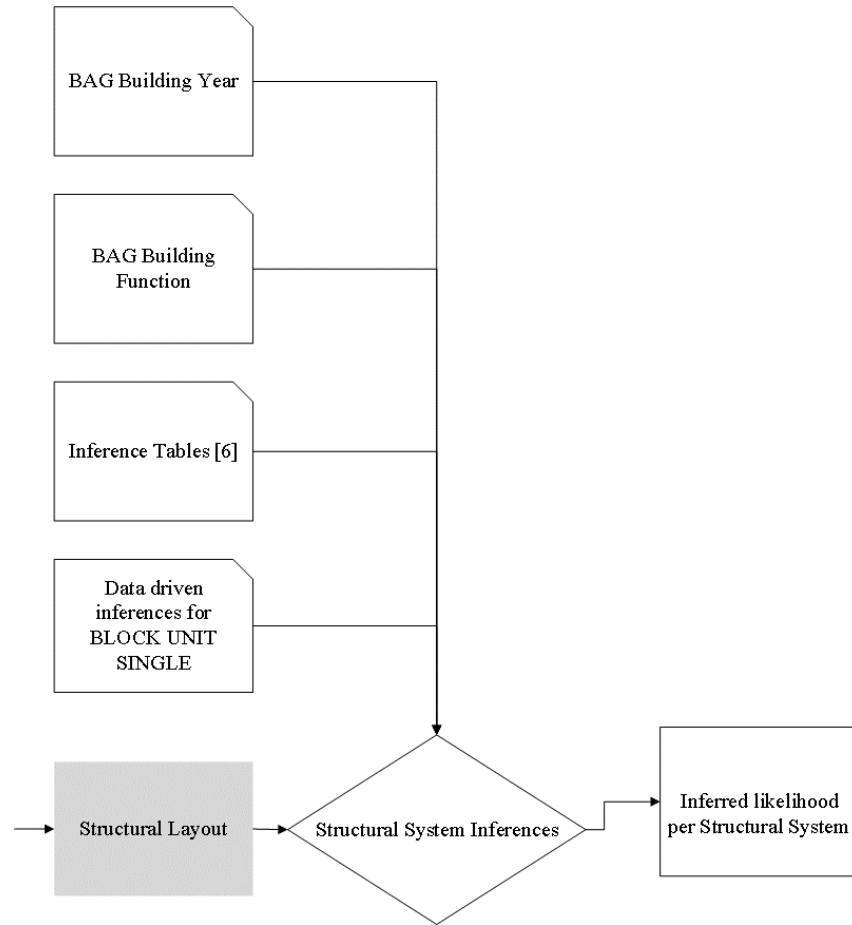 BAG Building Year
BAG Building
Function
Inference Tables [6]
Data driven
inferences for
BLOCK UNIT
SINGLE
Structural Layout
Structural System Inferences
Inferred likelihood
per Structural System